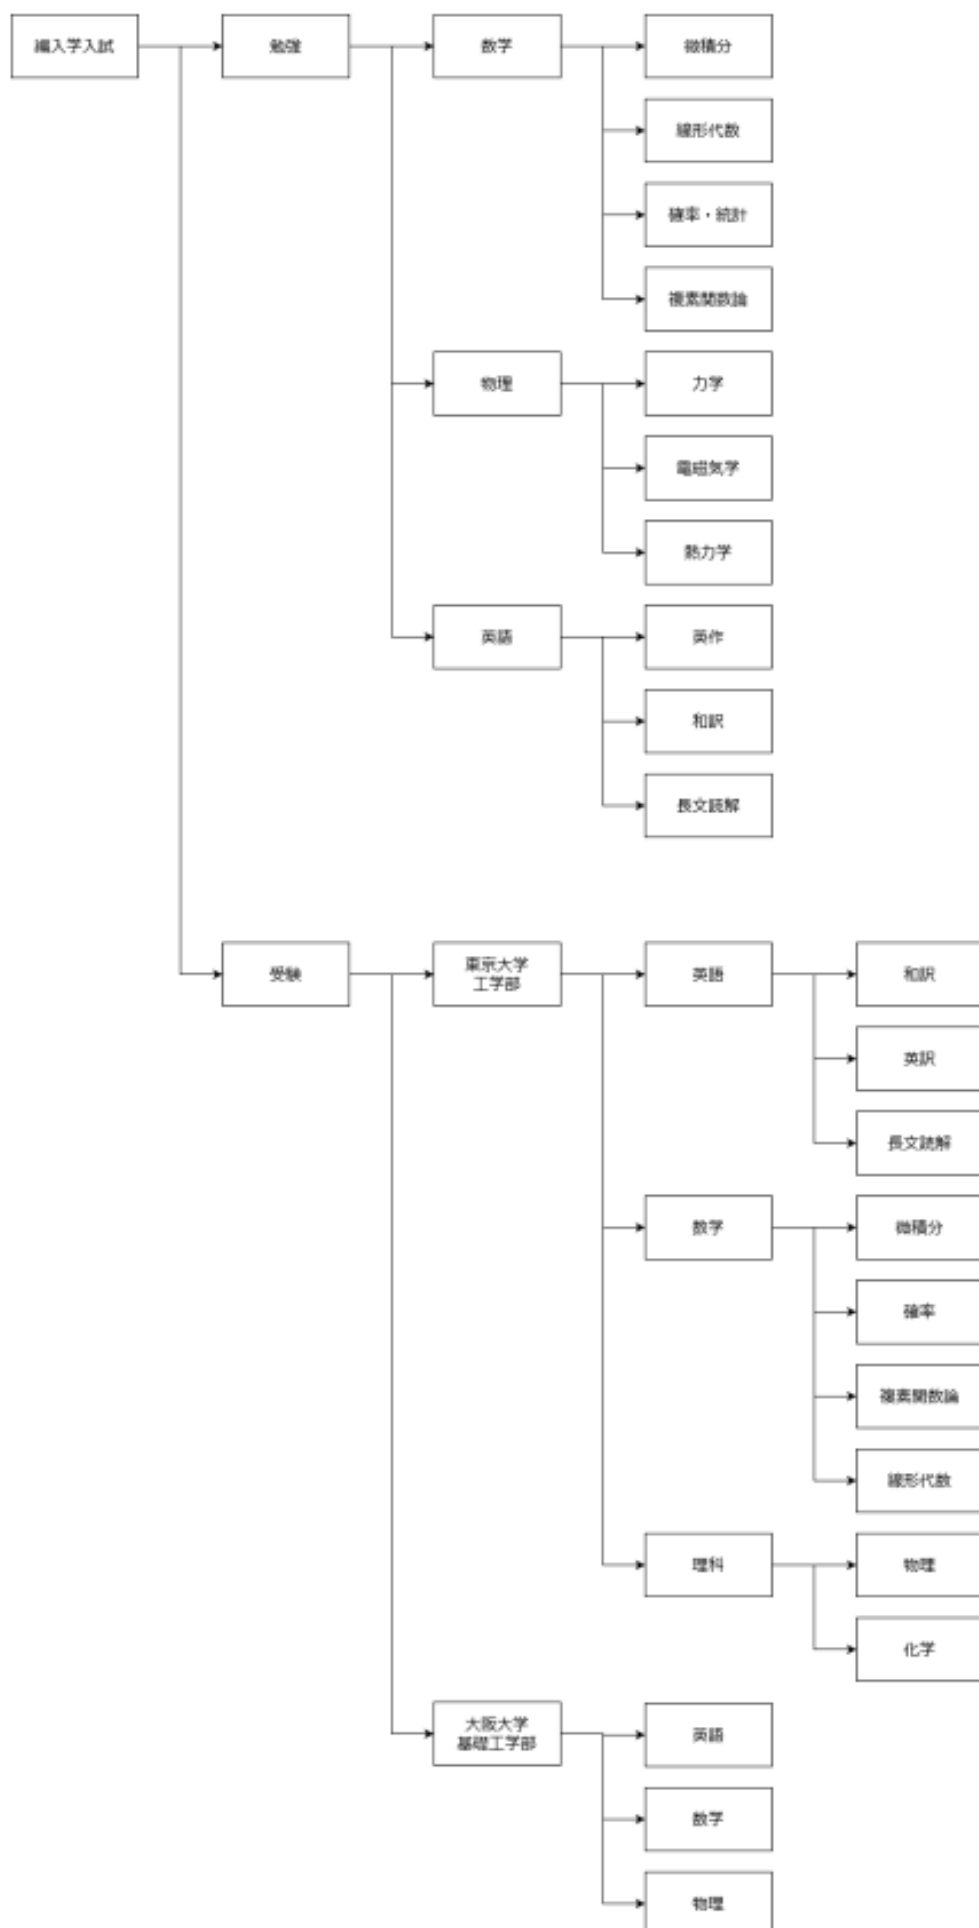 編入学入試
勉強
数学
微積分
線形代数
確率・統計
複素関数論
物理
力学
電磁気学
熱力学
英語
英作
和訳
長文読解
受験
東京大学
工学部
英語
和訳
英訳
長文読解
数学
微積分
確率
複素関数論
線形代数
理科
物理
化学
大阪大学
基礎工学部
英語
数学
物理